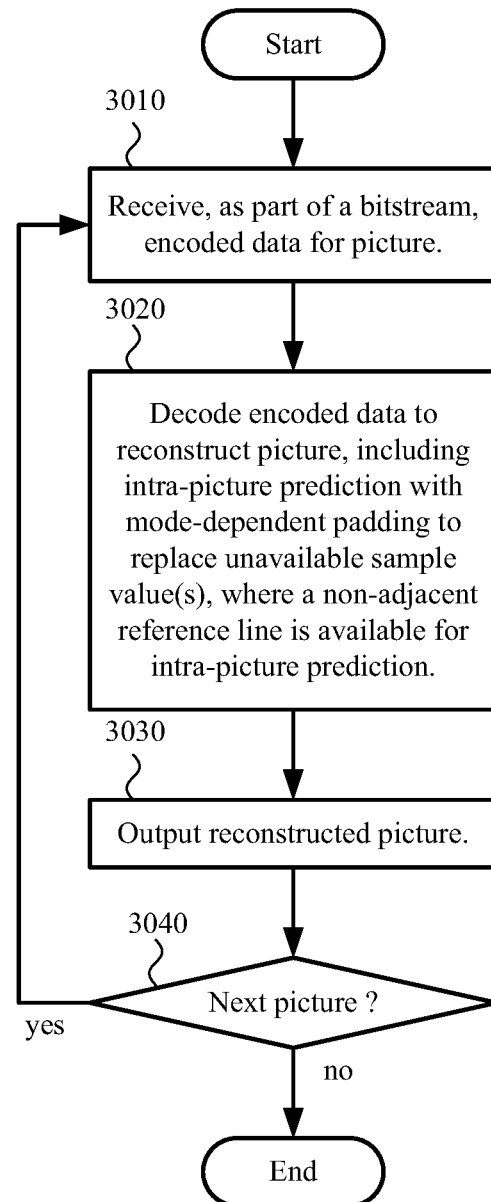 Start
3010
Receive, as part of a bitstream,
encoded data for picture.
3020
Decode encoded data to
reconstruct picture, including
intra-picture prediction with
mode-dependent padding to
replace unavailable sample
value(s), where a non-adjacent
reference line is available for
intra-picture prediction.
3030
Output reconstructed picture.
3040
Next picture ?
yes
no
End